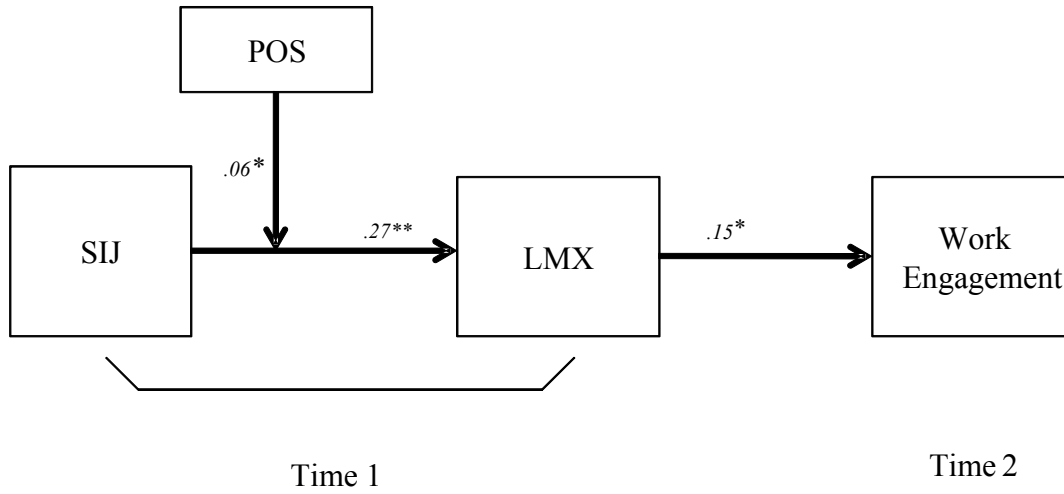 POS
.06*
SIJ
.27**
LMX
.15*
Work
Engagement
Time 1
Time 2